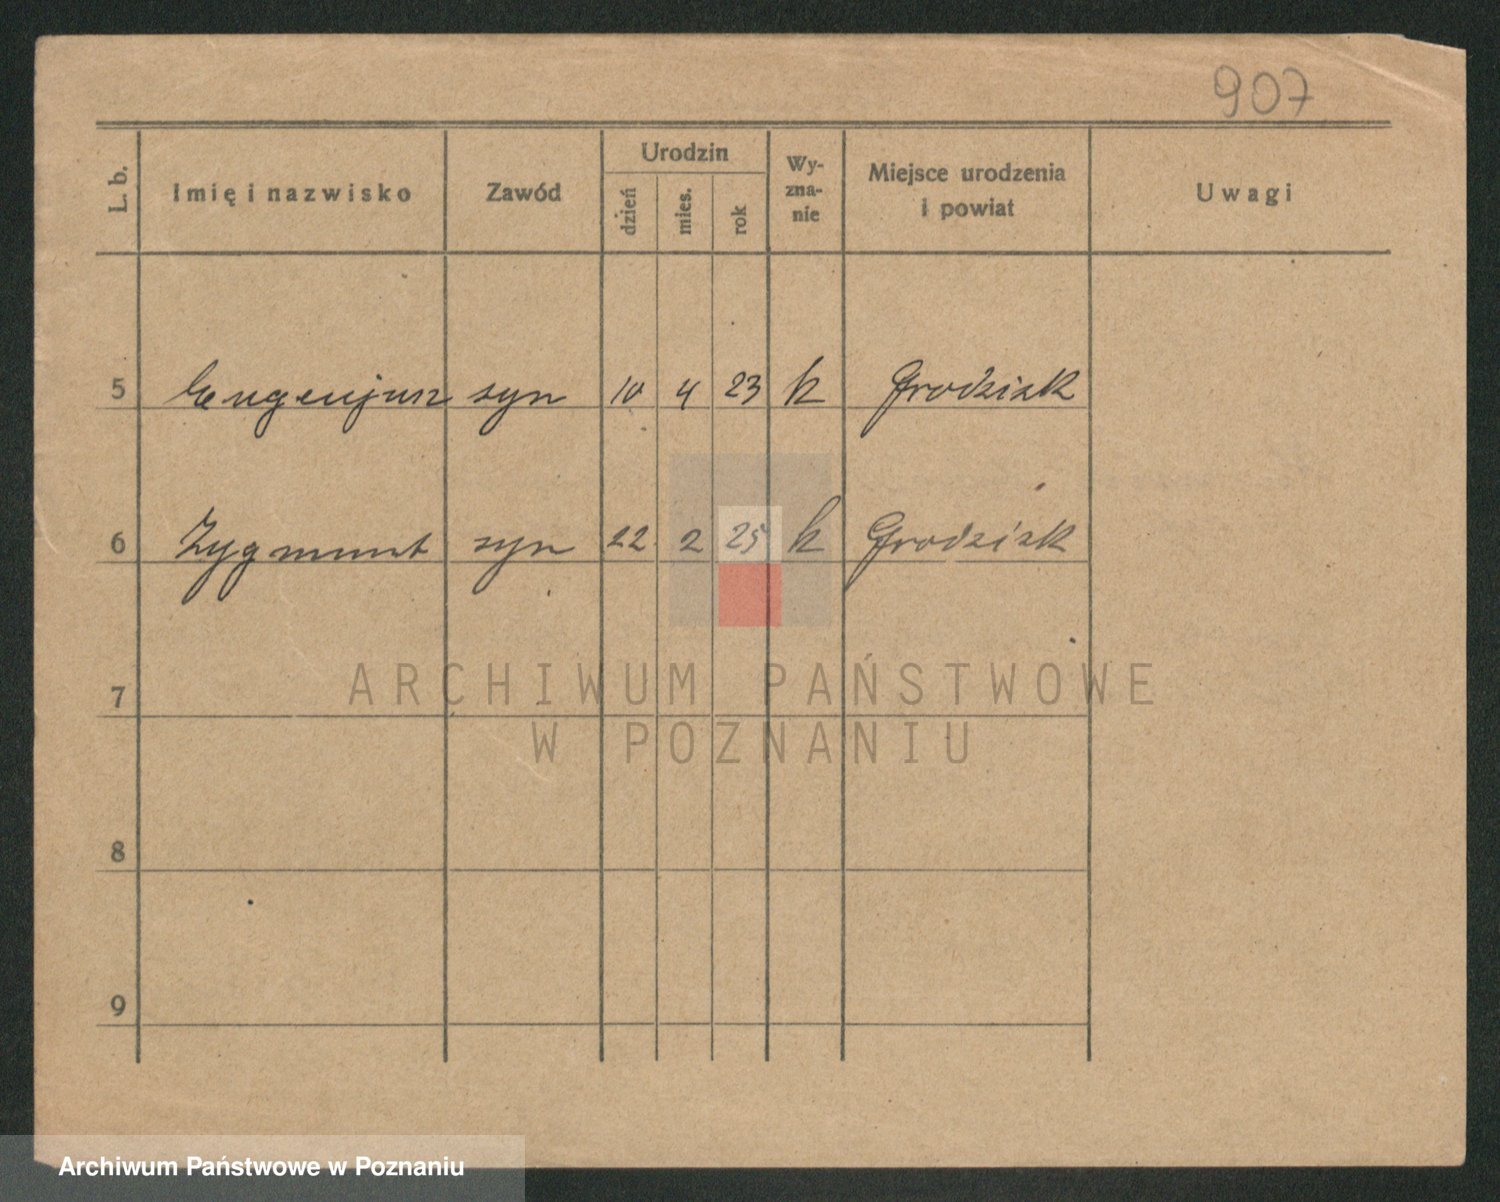 907
L. b. Imię i nazwisko Zawód Urodzin dzień mies. rok Wy-zna-nie Miejsce urodzenia i powiat Uwagi
5 Eugenjusz syn 10 4 23 k Grodzisk
6 Zygmunt syn 22 2 25 k Grodzisk
7
8
9
ARCHIWUM PAŃSTWOWE
W POZNANIU
Archiwum Państwowe w Poznaniu